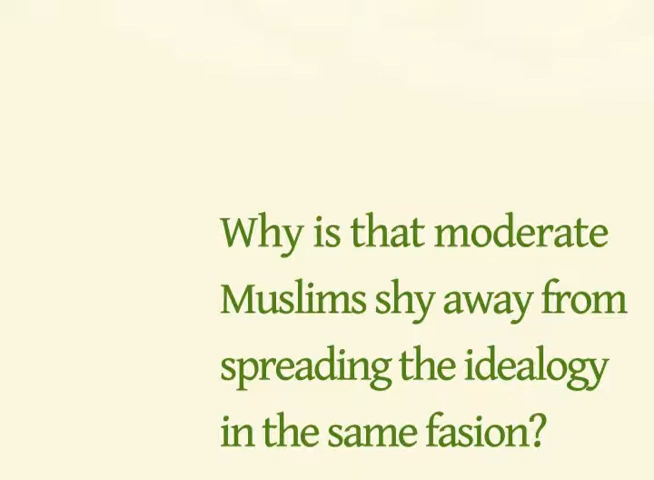 Why is that moderate
Muslims shy away from
spreading the idealogy
in the same fasion?